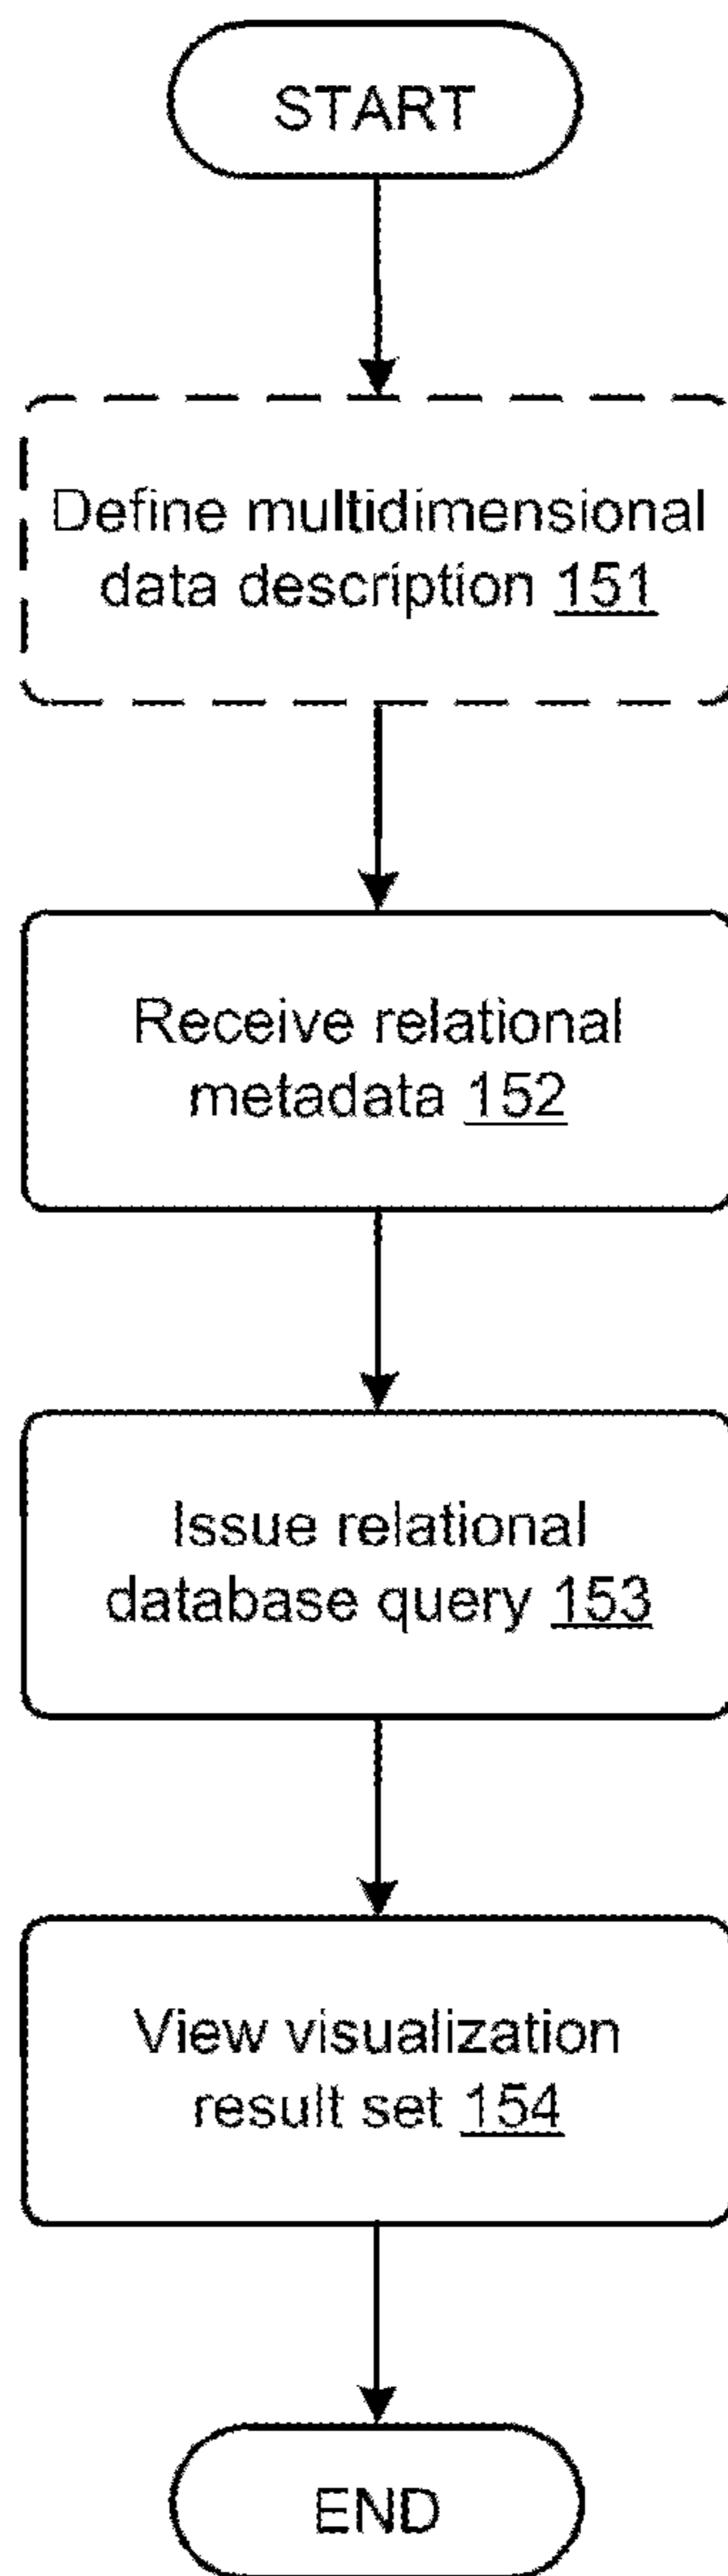 START
Define multidimensional
data description 151
Receive relational
metadata 152
Issue relational
database query 153
View visualization
result set 154
END